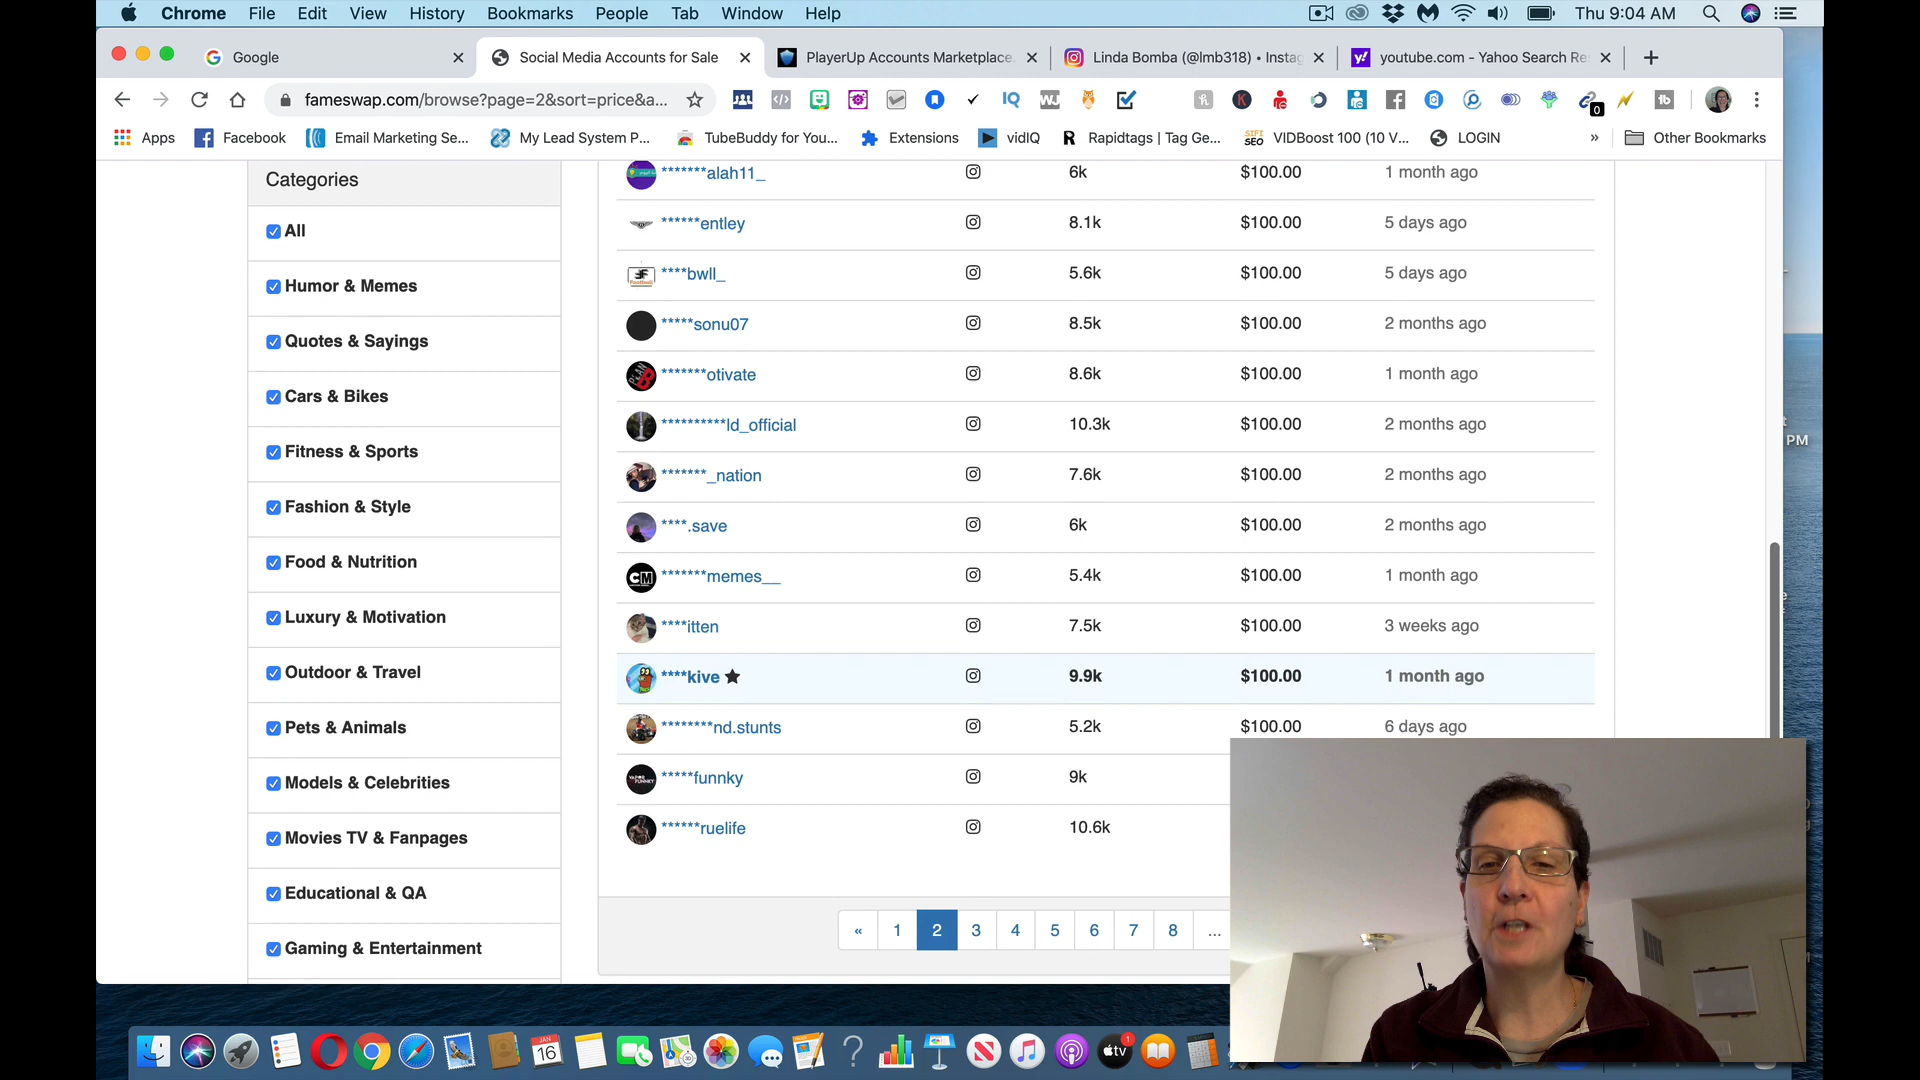 Chrome File Edit View History Bookmarks People Tab Window Help Thu 9:04 AM
Google Social Media Accounts for Sale PlayerUp Accounts Marketplace. Linda Bomba (@lmb318) • Instag youtube.com - Yahoo Search Re
fameswap.com/browse?page=2&sort=price&a...
Apps Facebook Email Marketing Se... My Lead System P... TubeBuddy for You... Extensions vidIQ Rapidtags | Tag Ge... VIDBoost 100 (10 V... LOGIN » Other Bookmarks
Categories
All
Humor & Memes
Quotes & Sayings
Cars & Bikes
Fitness & Sports
Fashion & Style
Food & Nutrition
Luxury & Motivation
Outdoor & Travel
Pets & Animals
Models & Celebrities
Movies TV & Fanpages
Educational & QA
Gaming & Entertainment
*******alah11_ 6k $100.00 1 month ago
******entley 8.1k $100.00 5 days ago
****bwll_ 5.6k $100.00 5 days ago
*****sonu07 8.5k $100.00 2 months ago
*******otivate 8.6k $100.00 1 month ago
**********ld_official 10.3k $100.00 2 months ago
*******_nation 7.6k $100.00 2 months ago
****.save 6k $100.00 2 months ago
*******memes__ 5.4k $100.00 1 month ago
****itten 7.5k $100.00 3 weeks ago
****kive 9.9k $100.00 1 month ago
********nd.stunts 5.2k $100.00 6 days ago
*****funnky 9k
******ruelife 10.6k
« 1 2 3 4 5 6 7 8 ...
PM
JAN
16
tv
1